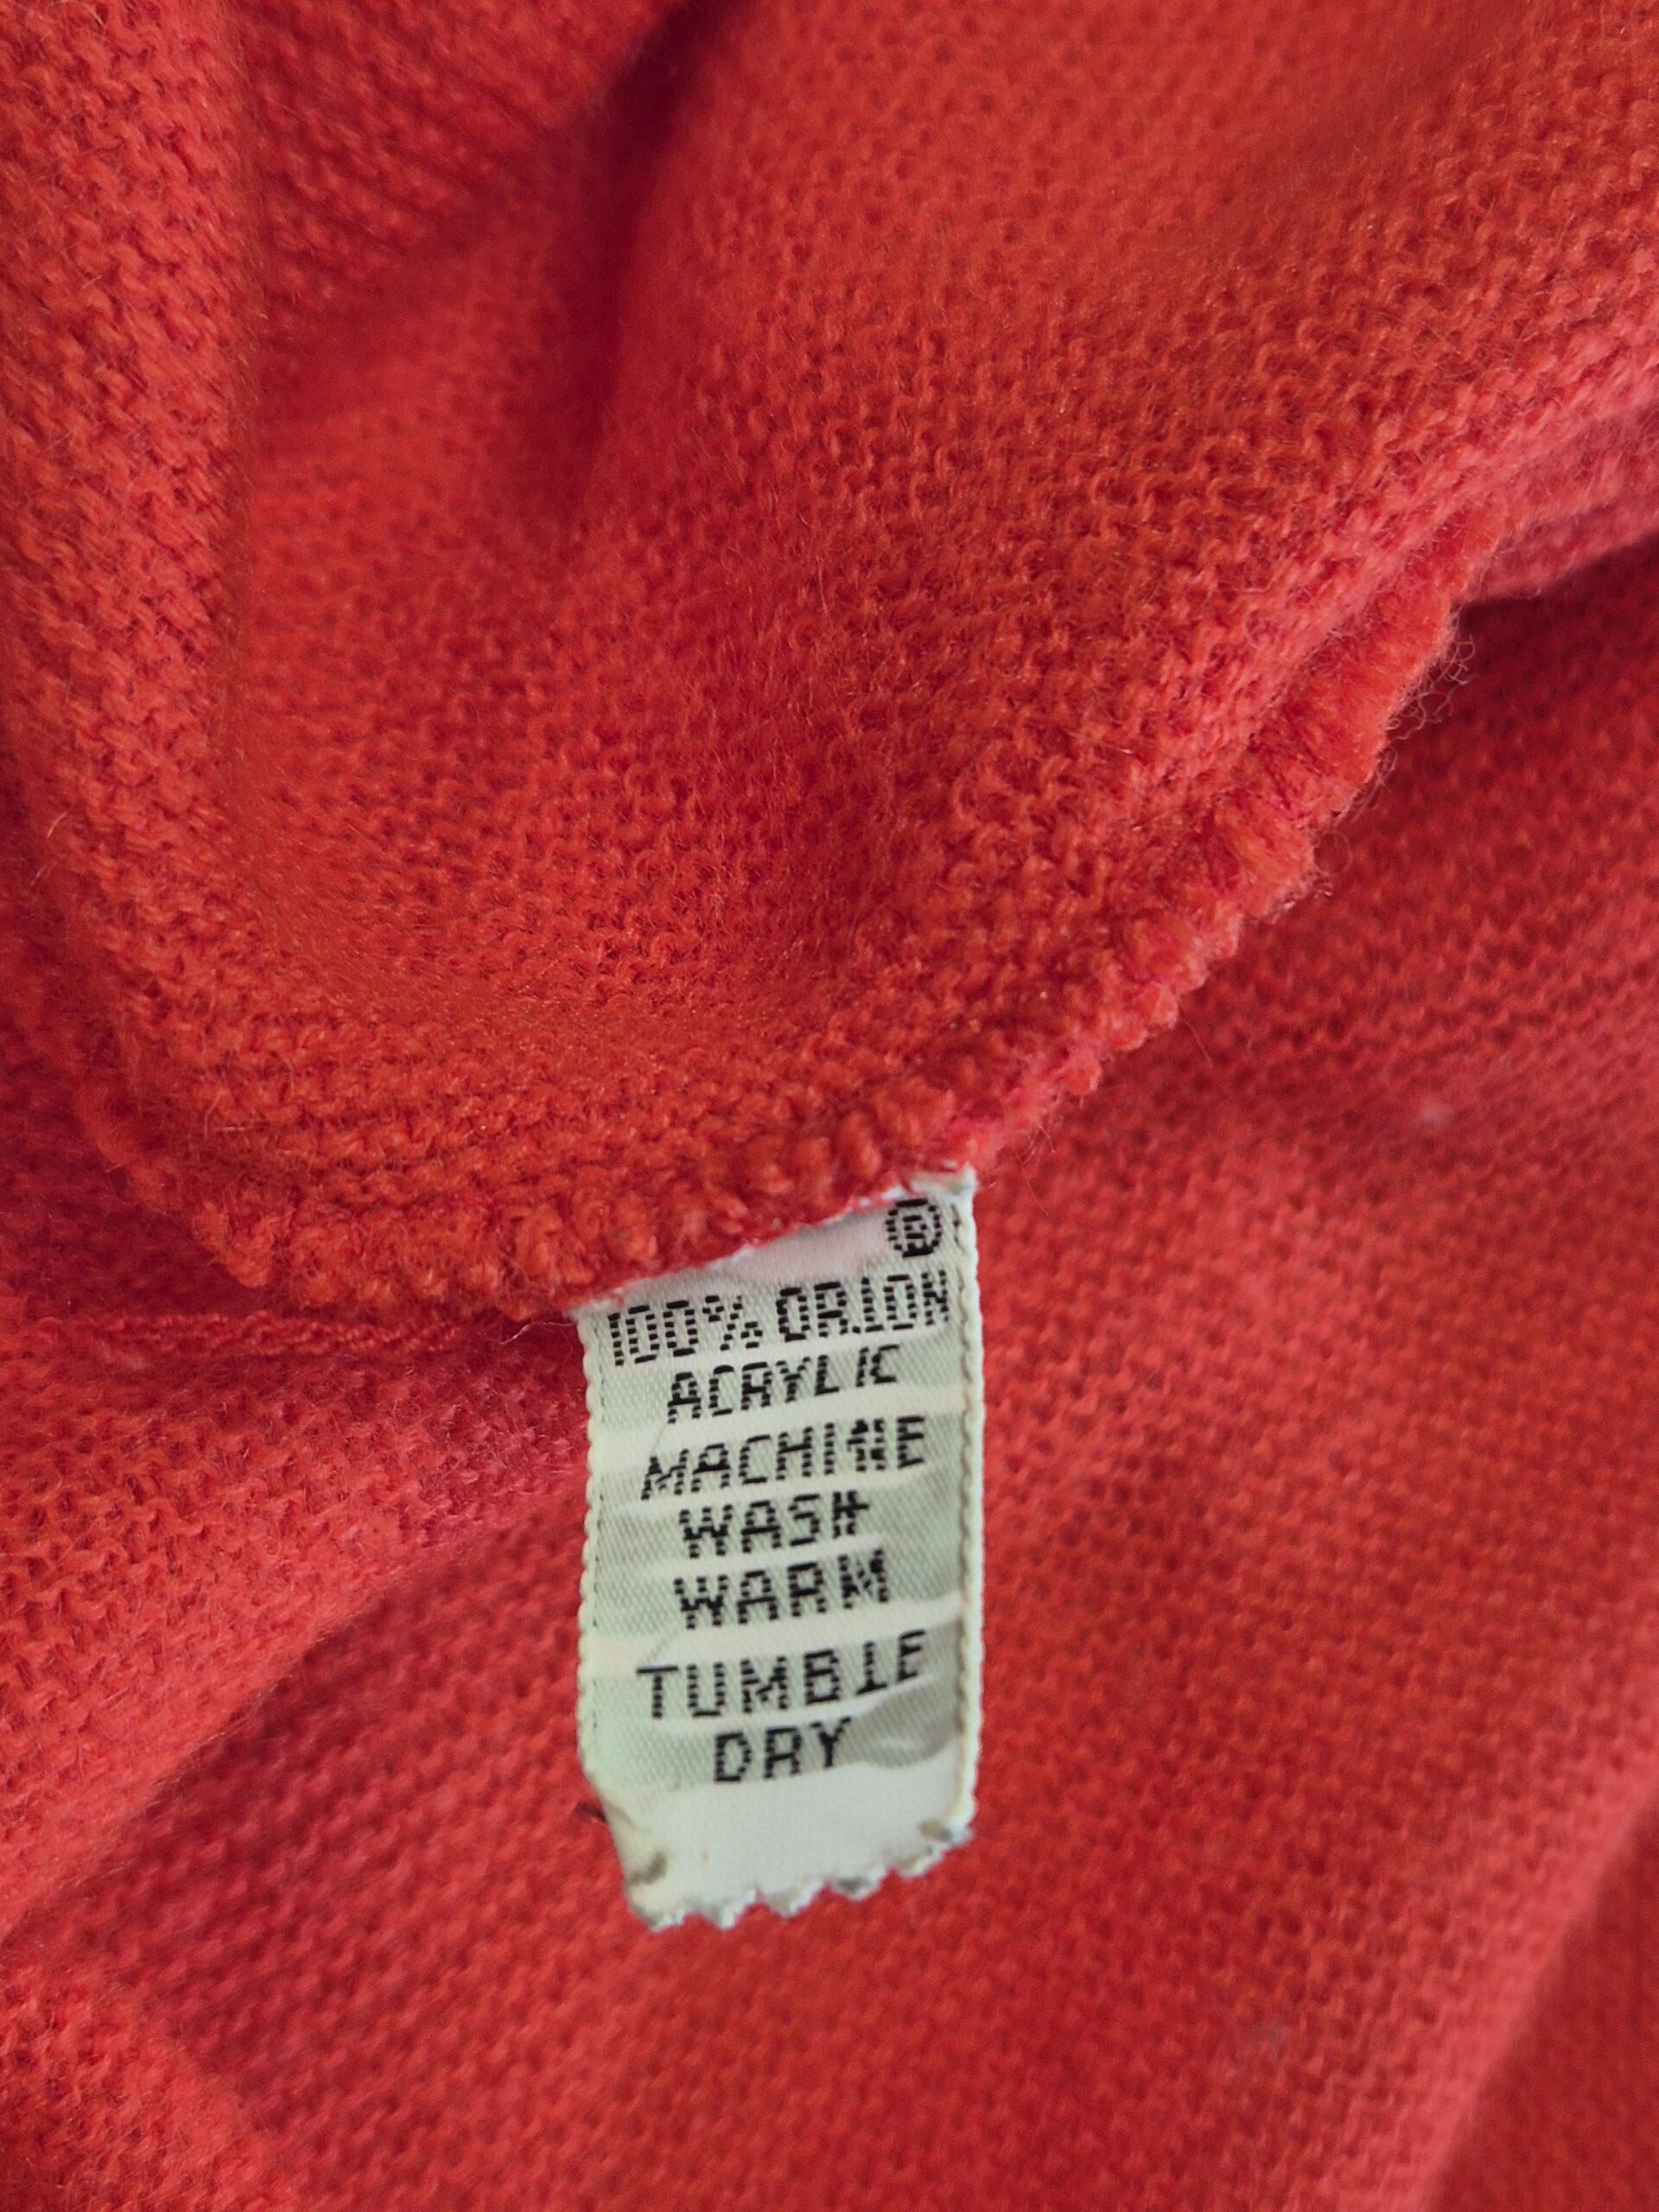 ®
100% ORLON
ACRYLIC
MACHINE
WASH
WARM
TUMBLE
DRY